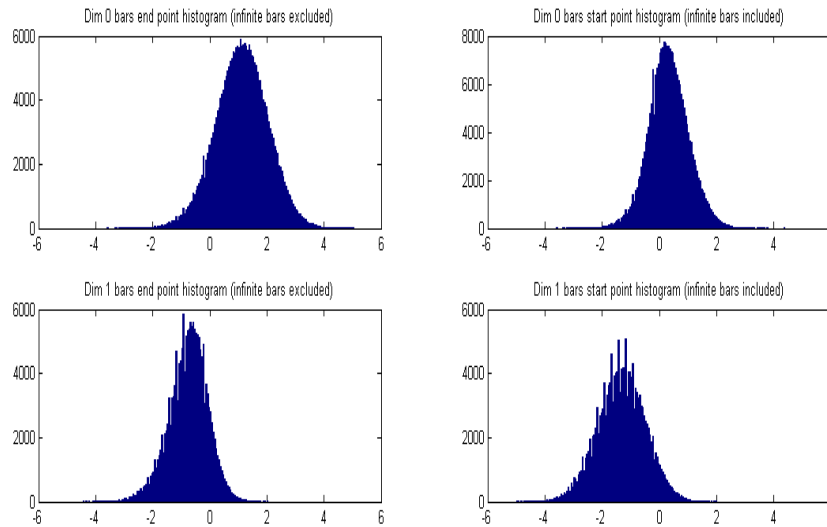 Dim 0 bars end point histogram (infinite bars excluded)
6000
4000
2000
0
-6 -4 -2 0 2 4 6
Dim 0 bars start point histogram (infinite bars included)
8000
6000
4000
2000
0
-6 -4 -2 0 2 4
Dim 1 bars end point histogram (infinite bars excluded)
6000
4000
2000
0
-6 -4 -2 0 2 4 6
Dim 1 bars start point histogram (infinite bars included)
6000
4000
2000
0
-6 -4 -2 0 2 4